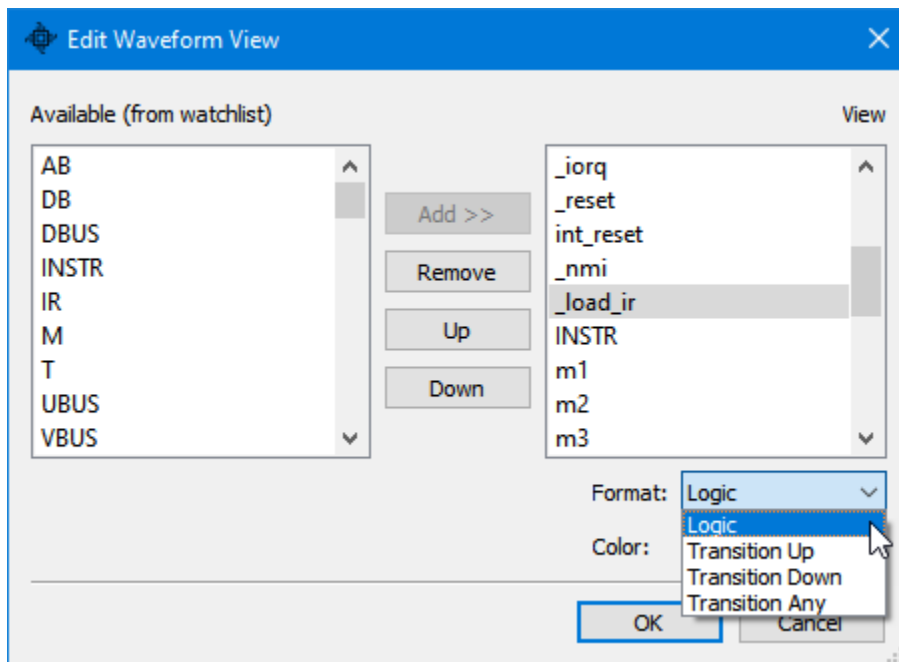 Edit Waveform View
Available (from watchlist)
View
AB
DB
DBUS
INSTR
IR
M
T
UBUS
VBUS
Add >>
Remove
Up
Down
_iorq
_reset
int_reset
_nmi
_load_ir
INSTR
m1
m2
m3
Format: Logic
Logic
Transition Up
Transition Down
Transition Any
Color:
OK
Cancel